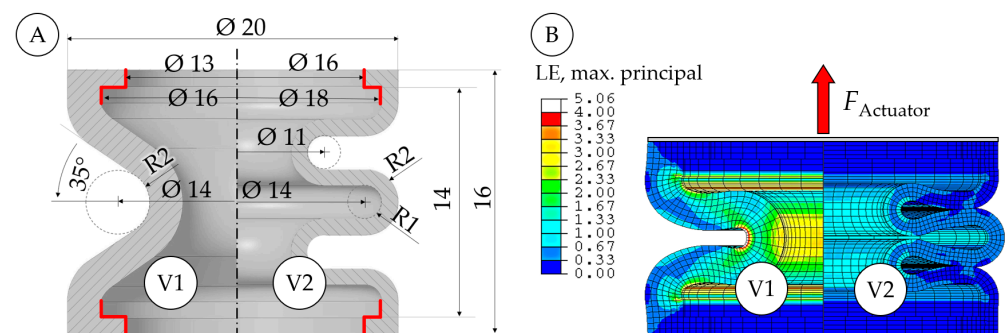 A
Ø 20
Ø 13
Ø 16
Ø 16
Ø 18
Ø 11
35°
R2
R2
Ø 14
Ø 14
R1
14
16
V1
V2
B
LE, max. principal
5.06
4.00
3.67
3.33
3.00
2.67
2.33
2.00
1.67
1.33
1.00
0.67
0.33
0.00
F Actuator
V1
V2